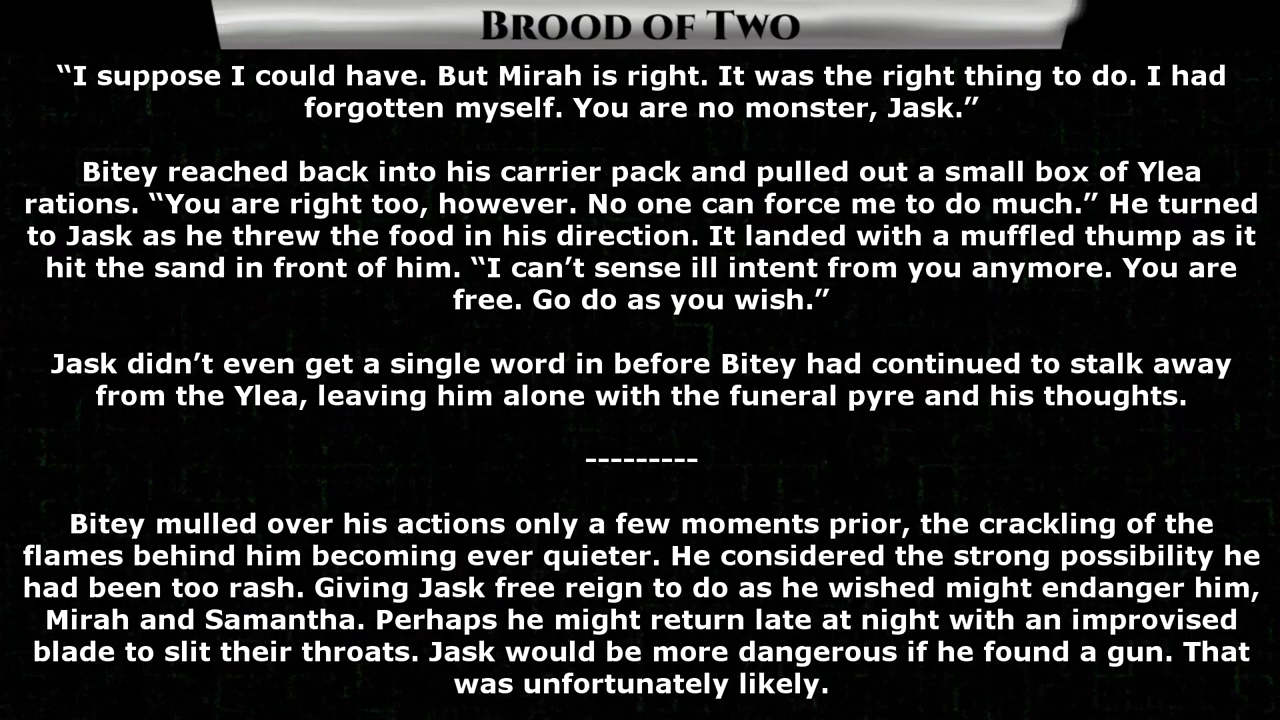 Brood of Two
“I suppose I could have. But Mirah is right. It was the right thing to do. I had
forgotten myself. You are no monster, Jask.”
Bitey reached back into his carrier pack and pulled out a small box of Ylea
rations. “You are right too, however. No one can force me to do much.” He turned
to Jask as he threw the food in his direction. It landed with a muffled thump as it
hit the sand in front of him. “I can’t sense ill intent from you anymore. You are
free. Go do as you wish.”
Jask didn’t even get a single word in before Bitey had continued to stalk away
from the Ylea, leaving him alone with the funeral pyre and his thoughts.
---------
Bitey mulled over his actions only a few moments prior, the crackling of the
flames behind him becoming ever quieter. He considered the strong possibility he
had been too rash. Giving Jask free reign to do as he wished might endanger him,
Mirah and Samantha. Perhaps he might return late at night with an improvised
blade to slit their throats. Jask would be more dangerous if he found a gun. That
was unfortunately likely.